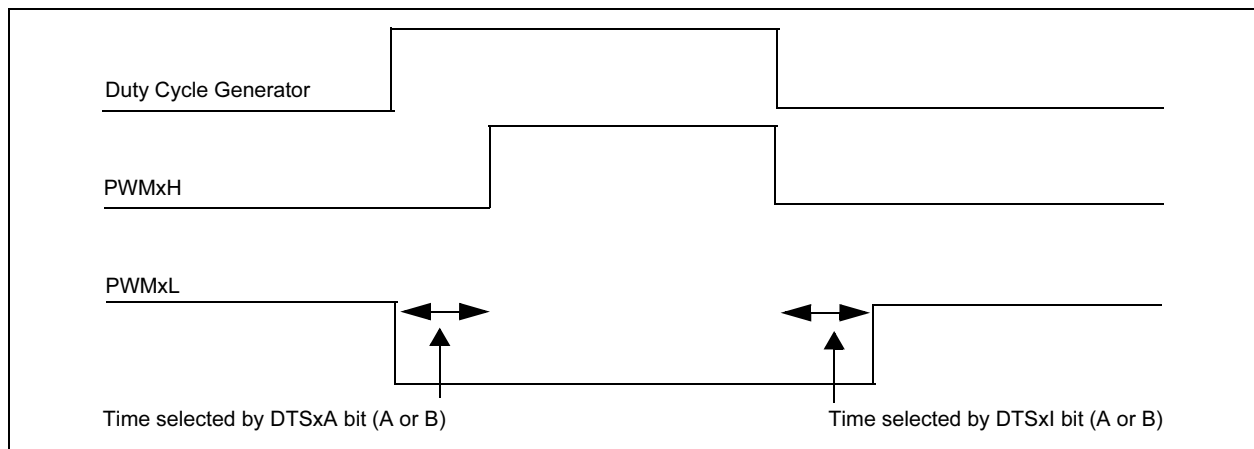 Duty Cycle Generator
PWMxH
PWMxL
Time selected by DTSxA bit (A or B)
Time selected by DTSxI bit (A or B)